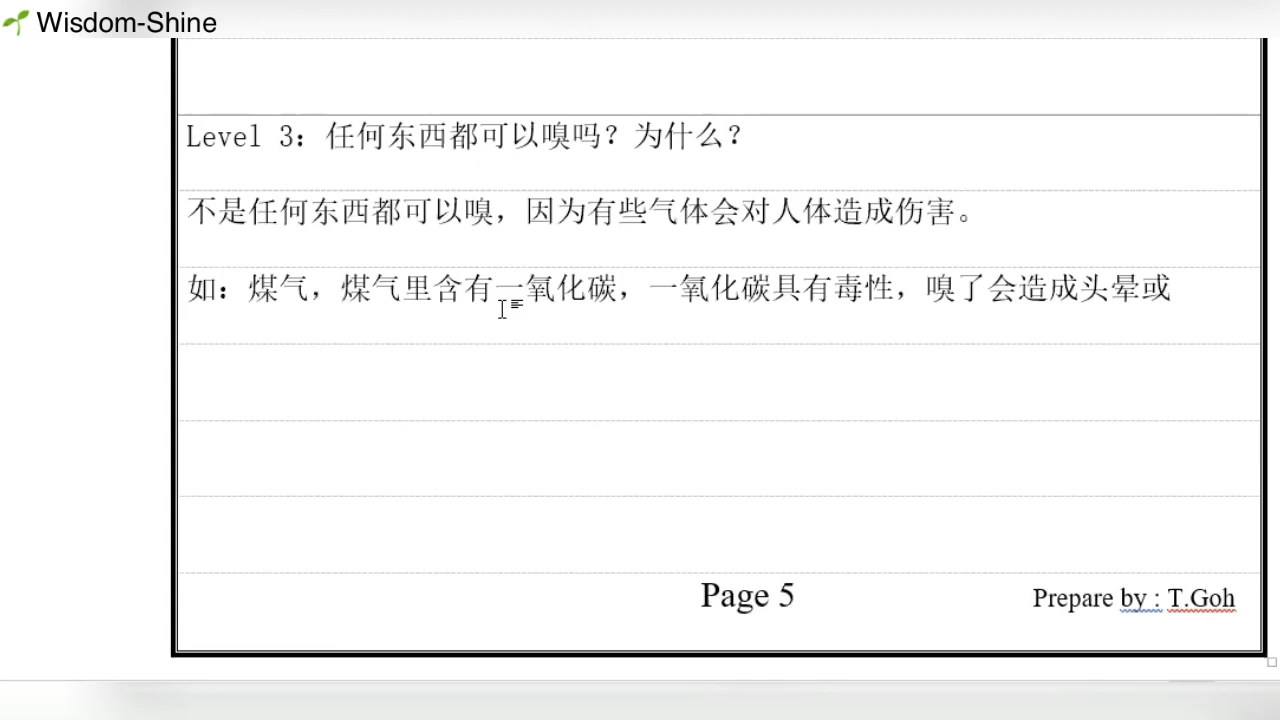 Wisdom-Shine
Level 3：任何东西都可以嗅吗？为什么？
不是任何东西都可以嗅，因为有些气体会对人体造成伤害。
如：煤气，煤气里含有一氧化碳，一氧化碳具有毒性，嗅了会造成头晕或
Page 5
Prepare by : T.Goh